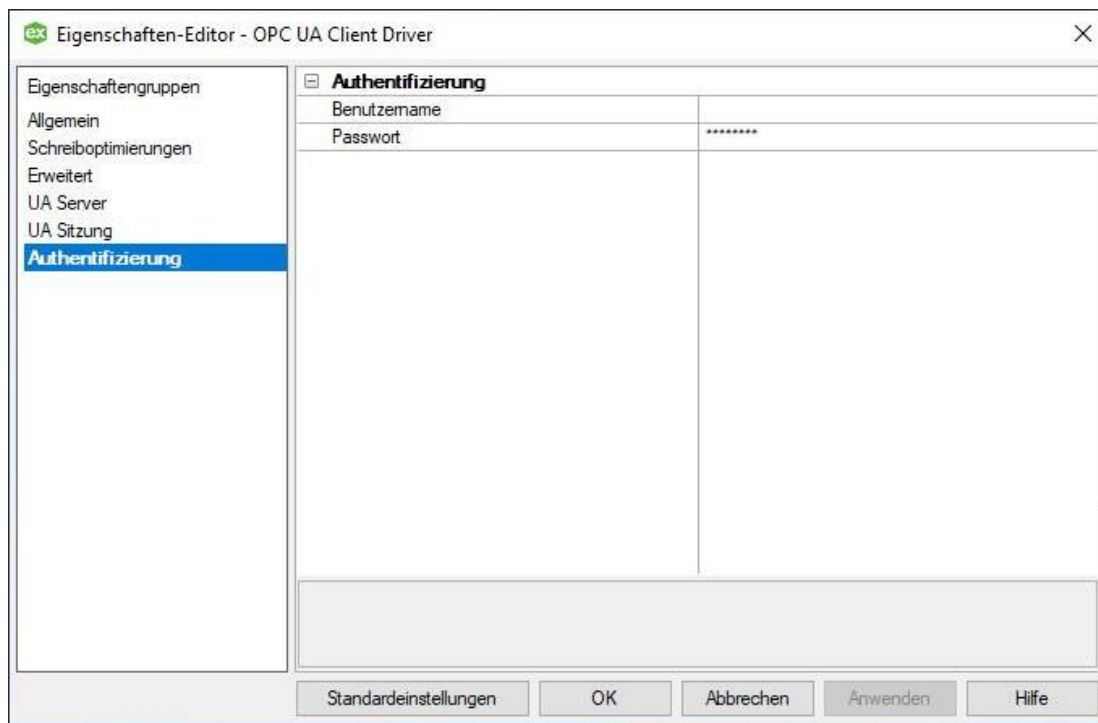 ex Eigenschaften-Editor - OPC UA Client Driver
Eigenschaftengruppen
Allgemein
Schreiboptimierungen
Erweitert
UA Server
UA Sitzung
Authentifizierung
Authentifizierung
Benutzername
Passwort ********
Standardeinstellungen OK Abbrechen Anwenden Hilfe